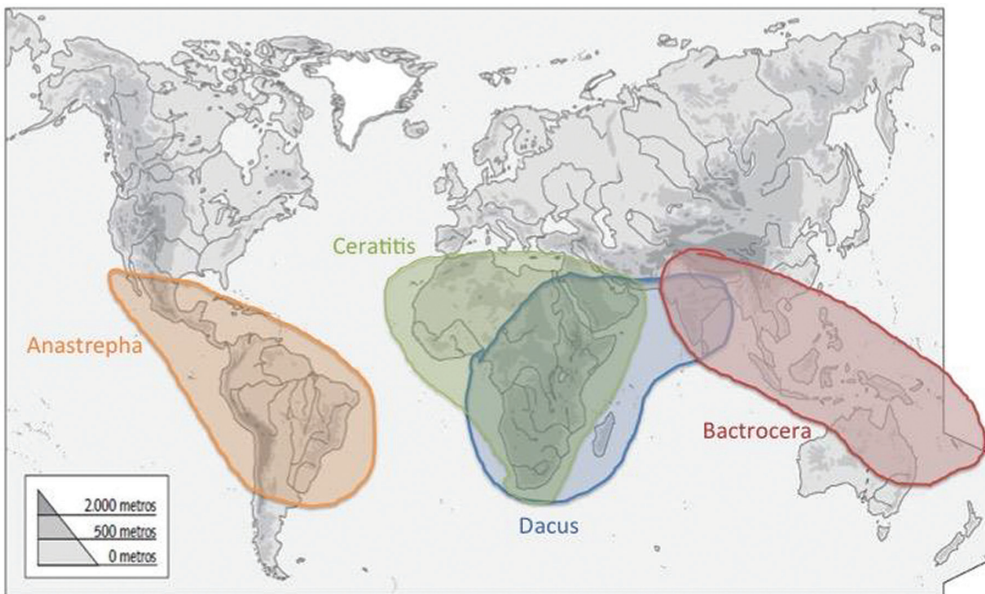 Ceratitis
Anastrepha
Bactrocera
Dacus
2.000 metros
500 metros
0 metros